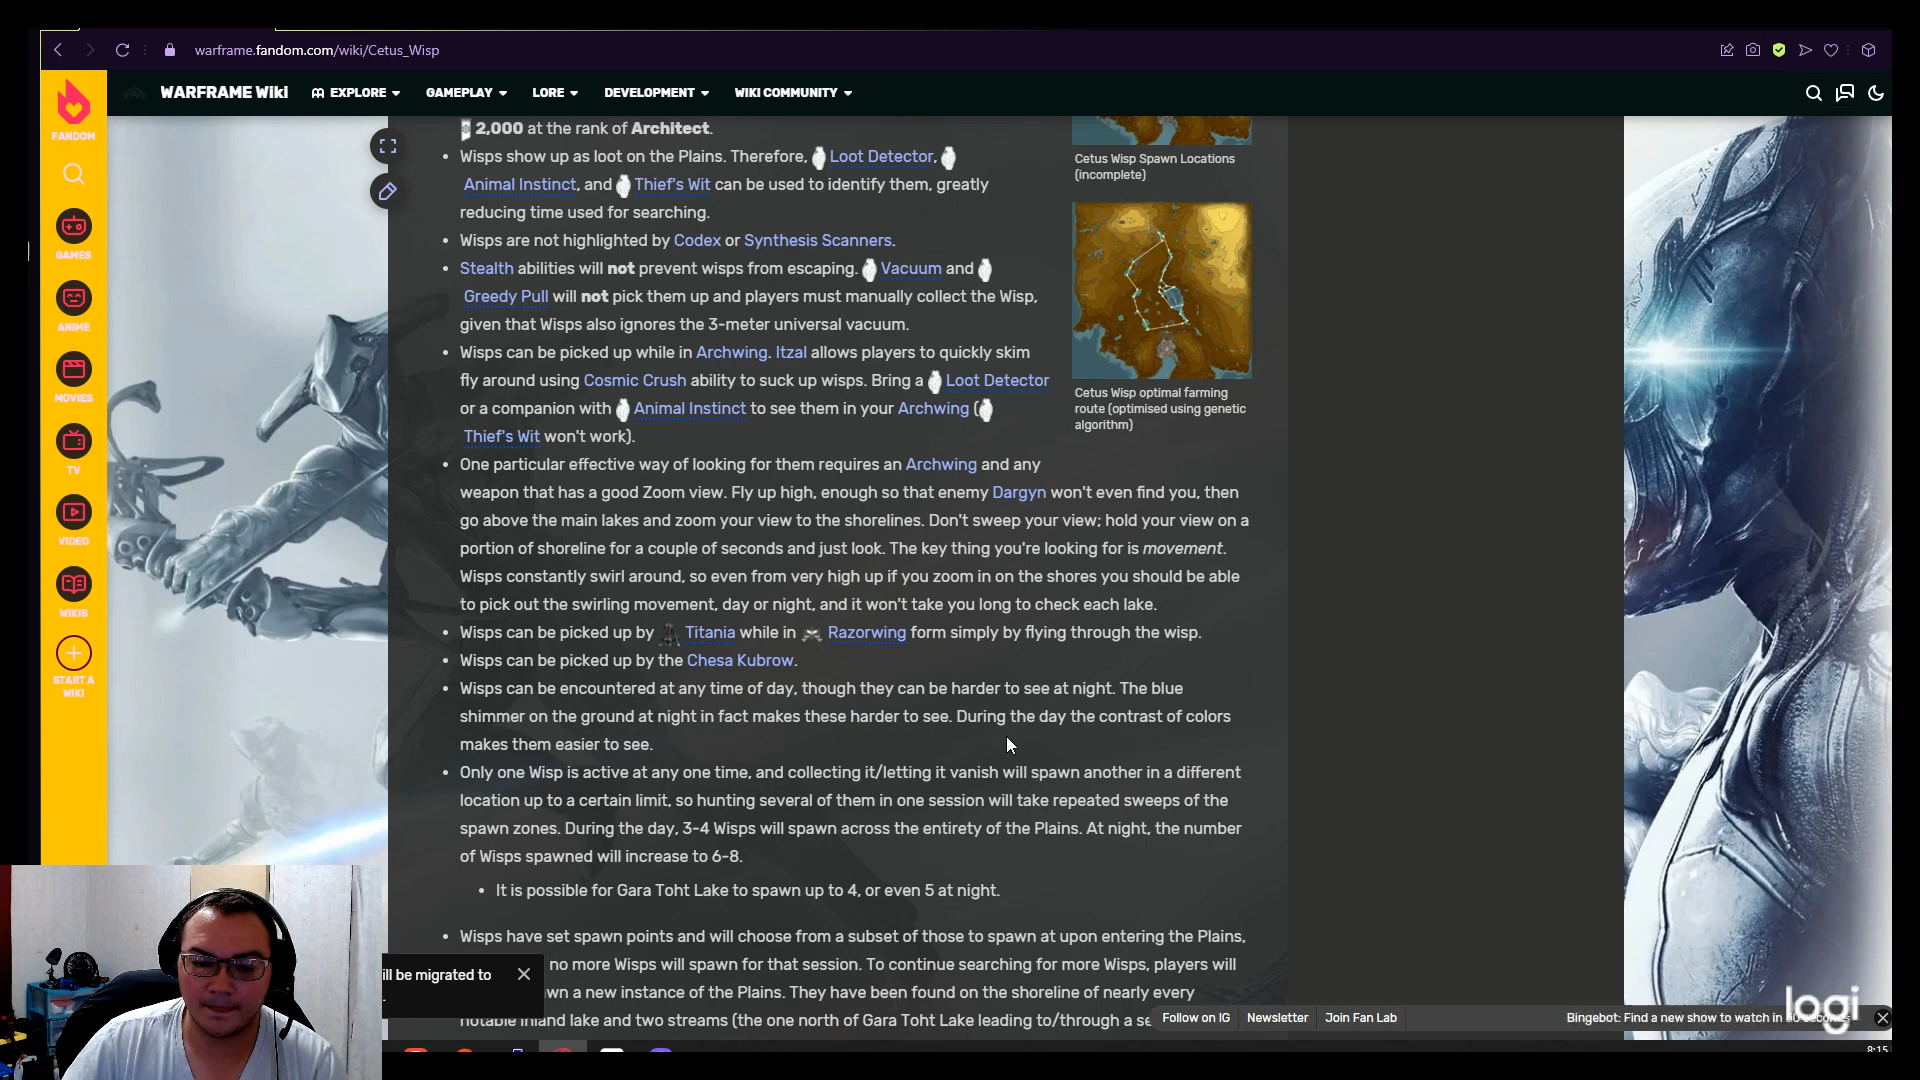 warframe.fandom.com/wiki/Cetus_Wisp
FANDOM
GAMES
ANIME
MOVIES
TV
VIDEO
WIKIS
START A
WIKI
WARFRAME Wiki
EXPLORE
GAMEPLAY
LORE
DEVELOPMENT
WIKI COMMUNITY
2,000 at the rank of Architect.
• Wisps show up as loot on the Plains. Therefore, Loot Detector,
Animal Instinct, and Thief's Wit can be used to identify them, greatly
reducing time used for searching.
• Wisps are not highlighted by Codex or Synthesis Scanners.
• Stealth abilities will not prevent wisps from escaping. Vacuum and
Greedy Pull will not pick them up and players must manually collect the Wisp,
given that Wisps also ignores the 3-meter universal vacuum.
• Wisps can be picked up while in Archwing. Itzal allows players to quickly skim
fly around using Cosmic Crush ability to suck up wisps. Bring a Loot Detector
or a companion with Animal Instinct to see them in your Archwing (
Thief's Wit won't work).
• One particular effective way of looking for them requires an Archwing and any
weapon that has a good Zoom view. Fly up high, enough so that enemy Dargyn won't even find you, then
go above the main lakes and zoom your view to the shorelines. Don't sweep your view; hold your view on a
portion of shoreline for a couple of seconds and just look. The key thing you're looking for is movement.
Wisps constantly swirl around, so even from very high up if you zoom in on the shores you should be able
to pick out the swirling movement, day or night, and it won't take you long to check each lake.
• Wisps can be picked up by Titania while in Razorwing form simply by flying through the wisp.
• Wisps can be picked up by the Chesa Kubrow.
• Wisps can be encountered at any time of day, though they can be harder to see at night. The blue
shimmer on the ground at night in fact makes these harder to see. During the day the contrast of colors
makes them easier to see.
• Only one Wisp is active at any one time, and collecting it/letting it vanish will spawn another in a different
location up to a certain limit, so hunting several of them in one session will take repeated sweeps of the
spawn zones. During the day, 3-4 Wisps will spawn across the entirety of the Plains. At night, the number
of Wisps spawned will increase to 6-8.
• It is possible for Gara Toht Lake to spawn up to 4, or even 5 at night.
• Wisps have set spawn points and will choose from a subset of those to spawn at upon entering the Plains,
no more Wisps will spawn for that session. To continue searching for more Wisps, players will
wn a new instance of the Plains. They have been found on the shoreline of nearly every
notable inland lake and two streams (the one north of Gara Toht Lake leading to/through a se
Cetus Wisp Spawn Locations
(incomplete)
Cetus Wisp optimal farming
route (optimised using genetic
algorithm)
ill be migrated to
Follow on IG
Newsletter
Join Fan Lab
Bingebot: Find a new show to watch in
logi
8:15